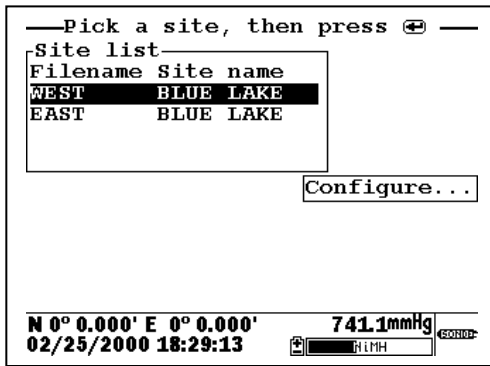 Pick a site, then press
Site list
Filename Site name
WEST BLUE LAKE
EAST BLUE LAKE
Configure...
N 0° 0.000' E 0° 0.000' 741.1mmHg
02/25/2000 18:29:13 NiMH
SONDE